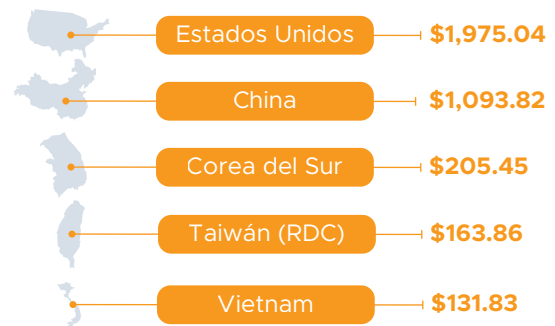 Estados Unidos $1,975.04
China $1,093.82
Corea del Sur $205.45
Taiwán (RDC) $163.86
Vietnam $131.83